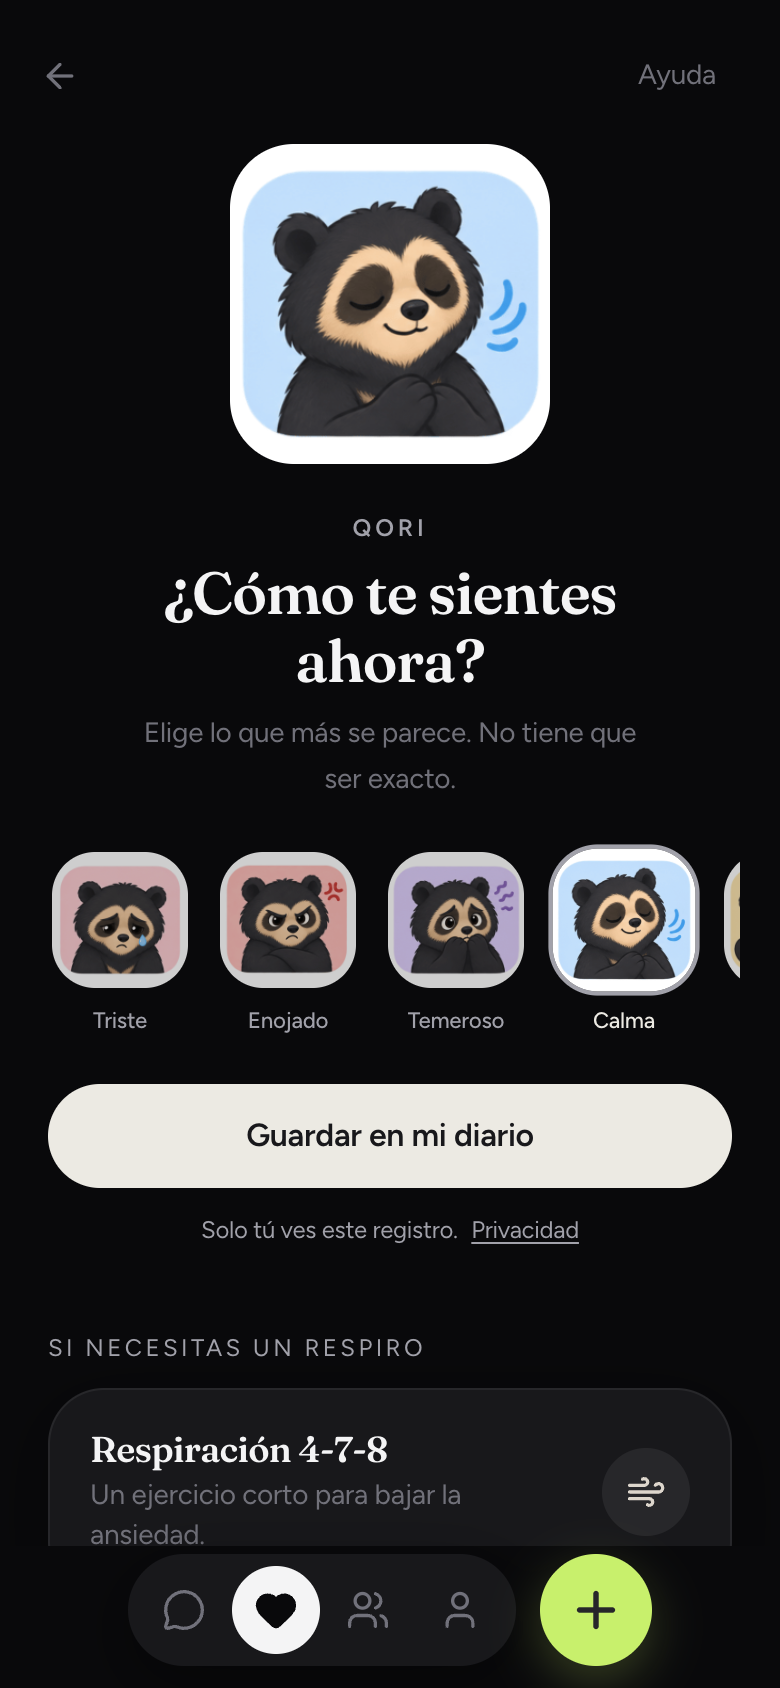 Ayuda
QORI
¿Cómo te sientes
ahora?
Elige lo que más se parece. No tiene que
ser exacto.
Triste
Enojado
Temeroso
Calma
Guardar en mi diario
Solo tú ves este registro. Privacidad
SI NECESITAS UN RESPIRO
Respiración 4-7-8
Un ejercicio corto para bajar la
ansiedad.